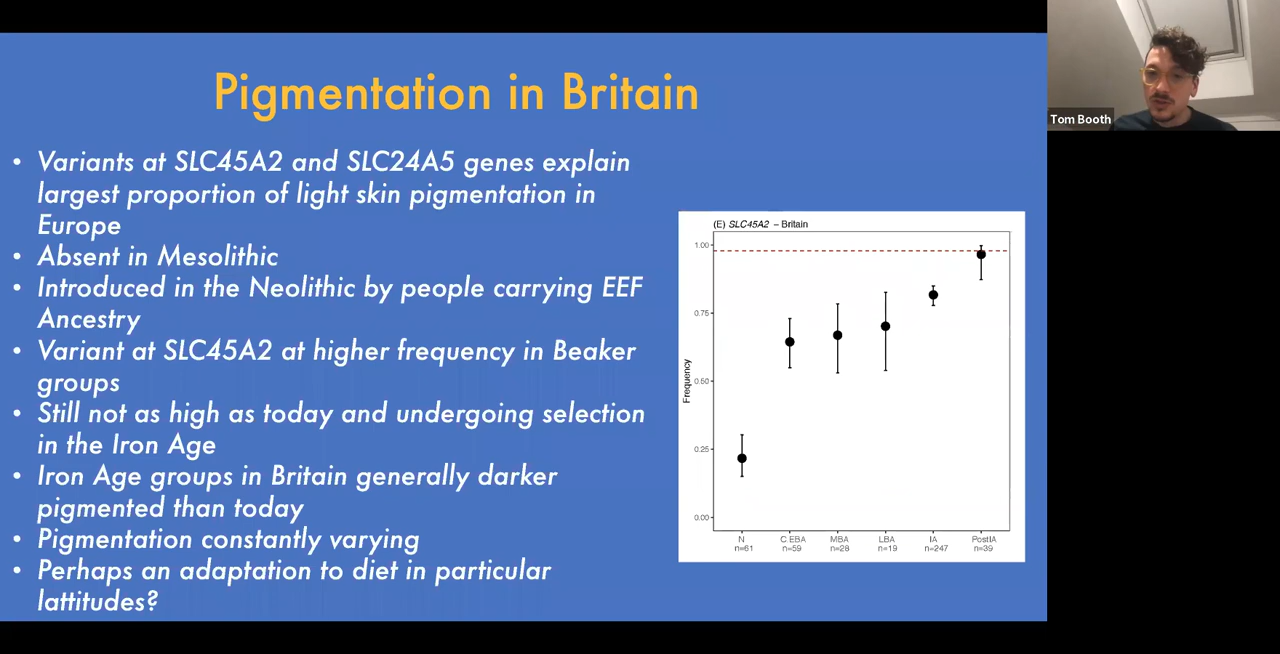 Pigmentation in Britain
• Variants at SLC45A2 and SLC24A5 genes explain
largest proportion of light skin pigmentation in
Europe
• Absent in Mesolithic
• Introduced in the Neolithic by people carrying EEF
Ancestry
• Variant at SLC45A2 at higher frequency in Beaker
groups
• Still not as high as today and undergoing selection
in the Iron Age
• Iron Age groups in Britain generally darker
pigmented than today
• Pigmentation constantly varying
• Perhaps an adaptation to diet in particular
lattitudes?
(E) SLC45A2 – Britain
Frequency
1.00
0.75
0.50
0.25
0.00
N C.EBA MBA LBA IA PostIA
n=61 n=59 n=28 n=19 n=247 n=39
Tom Booth